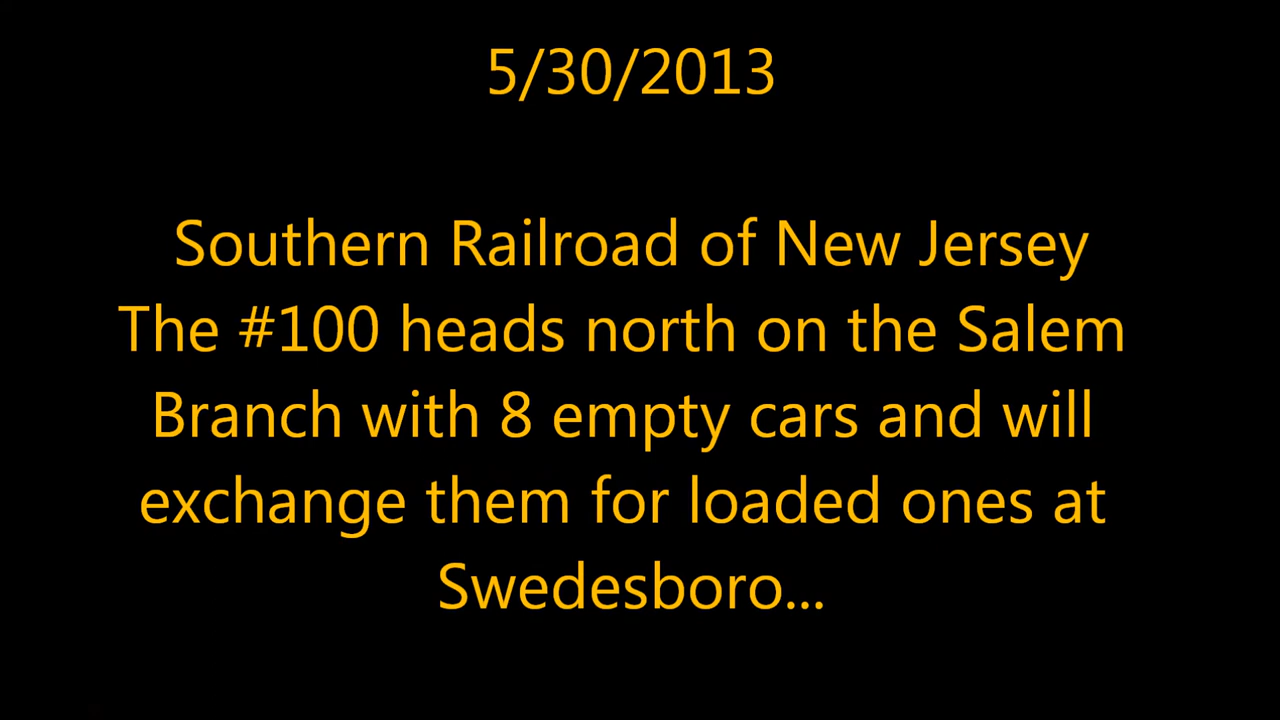 5/30/2013
Southern Railroad of New Jersey
The #100 heads north on the Salem
Branch with 8 empty cars and will
exchange them for loaded ones at
Swedesboro...